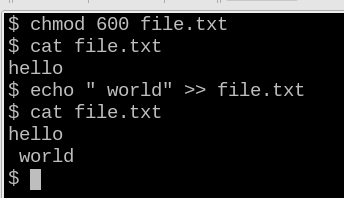 $ chmod 600 file.txt
$ cat file.txt
hello
$ echo " world" >> file.txt
$ cat file.txt
hello
 world
$